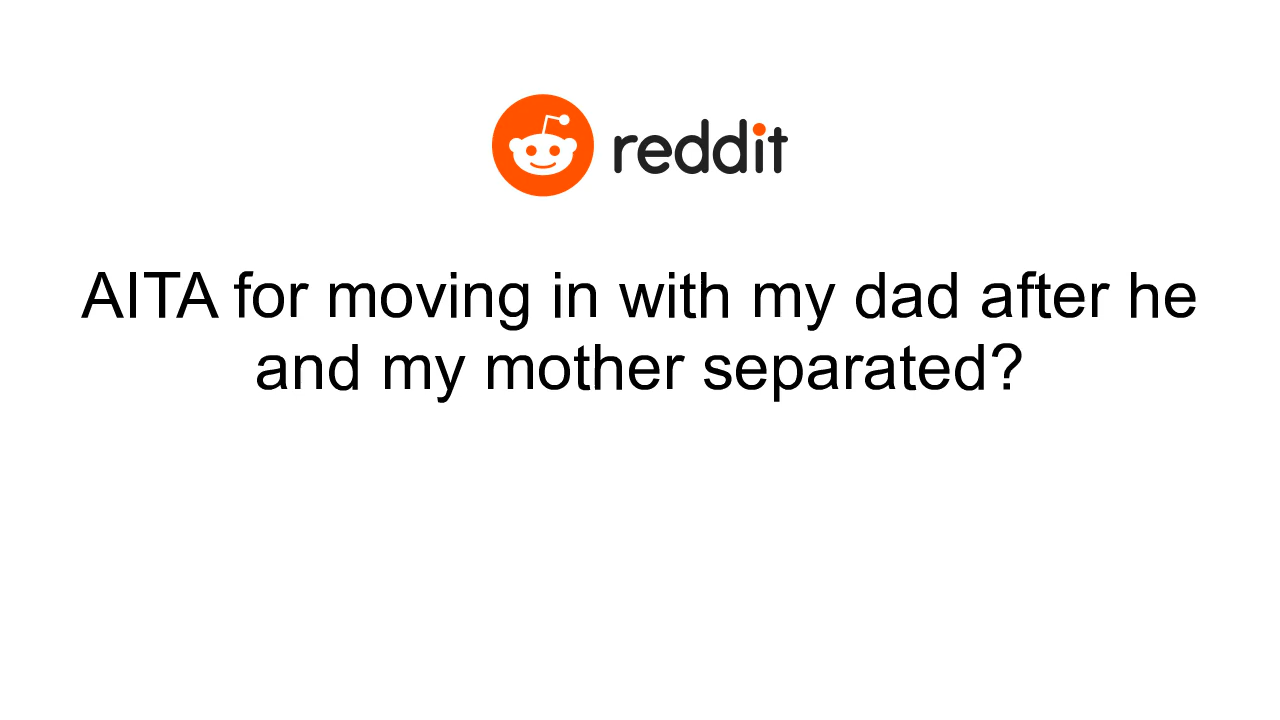 reddit
AITA for moving in with my dad after he
and my mother separated?